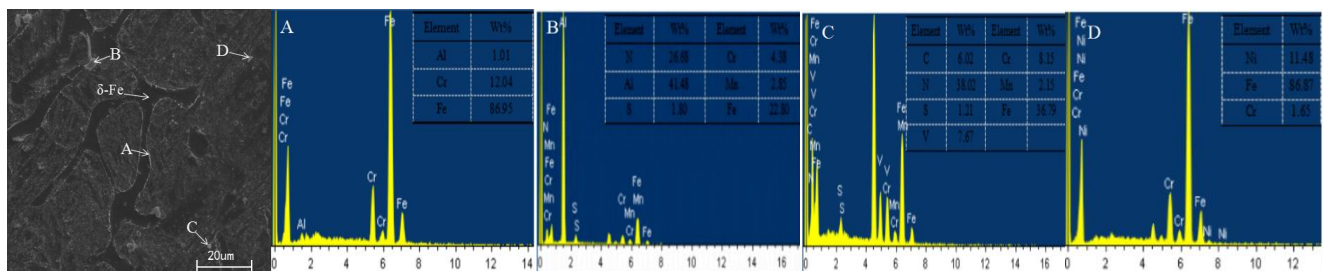 D
B
δ-Fe
A
C
20um
A
Element Wt%
Al 1.01
Cr 12.04
Fe 86.95
Fe
Fe
Fe
Cr
Cr
Al
Cr
Cr
Fe
0 2 4 6 8 10 12 14
B
Element Wt% Element Wt%
N 26.68 Cr 4.38
Al 41.48 Mn 2.85
S 1.80 Fe 22.80
Al
Fe
N
Mn
Fe
Cr
Mn
Cr
S
S
Cr
Mn
Cr
Fe
Mn
Fe
0 2 4 6 8 10 12
C
Element Wt% Element Wt%
C 6.02 Cr 8.15
N 38.02 Mn 2.15
S 1.21 Fe 36.79
V 7.67
Fe
Cr
Mn
V
V
Cr
C
Mn
Fe
N
S
S
V
V
Cr
Mn
Cr
Fe
Mn
Fe
0 2 4 6 8 10 12
D
Element Wt%
Ni 11.48
Fe 86.87
Cr 1.65
Fe
Ni
Ni
Fe
Cr
Cr
Ni
Cr
Cr
Fe
Fe
Ni
Ni
0 2 4 6 8 10 12 14